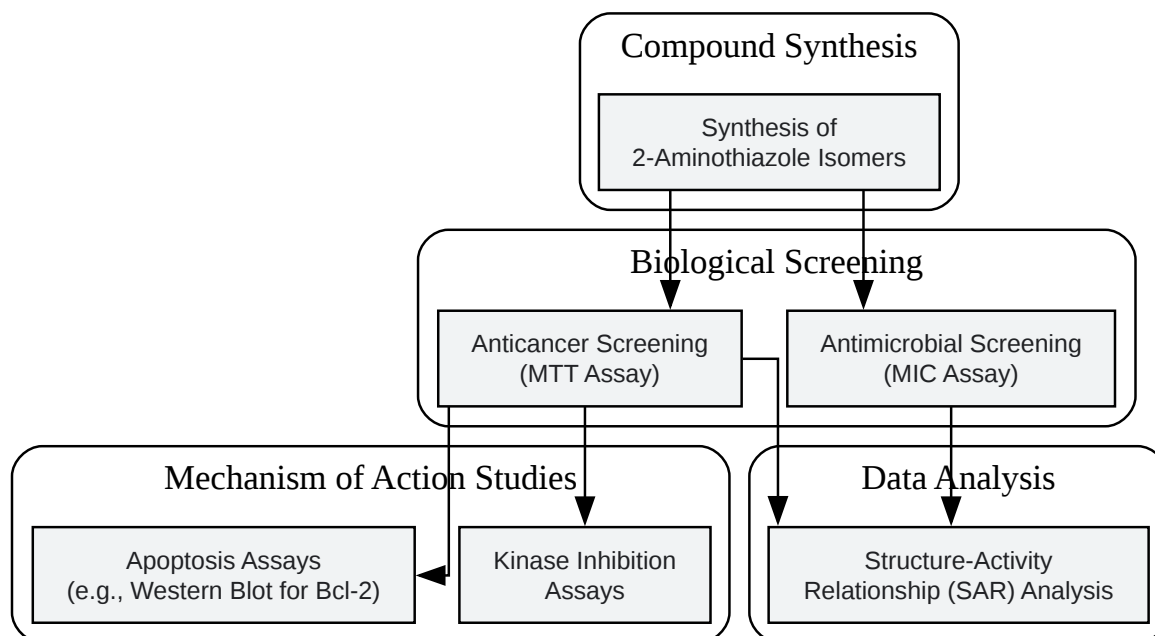 Compound Synthesis
Synthesis of
2-Aminothiazole Isomers
Biological Screening
Anticancer Screening
(MTT Assay)
Antimicrobial Screening
(MIC Assay)
Mechanism of Action Studies
Apoptosis Assays
(e.g., Western Blot for Bcl-2)
Kinase Inhibition
Assays
Data Analysis
Structure-Activity
Relationship (SAR) Analysis